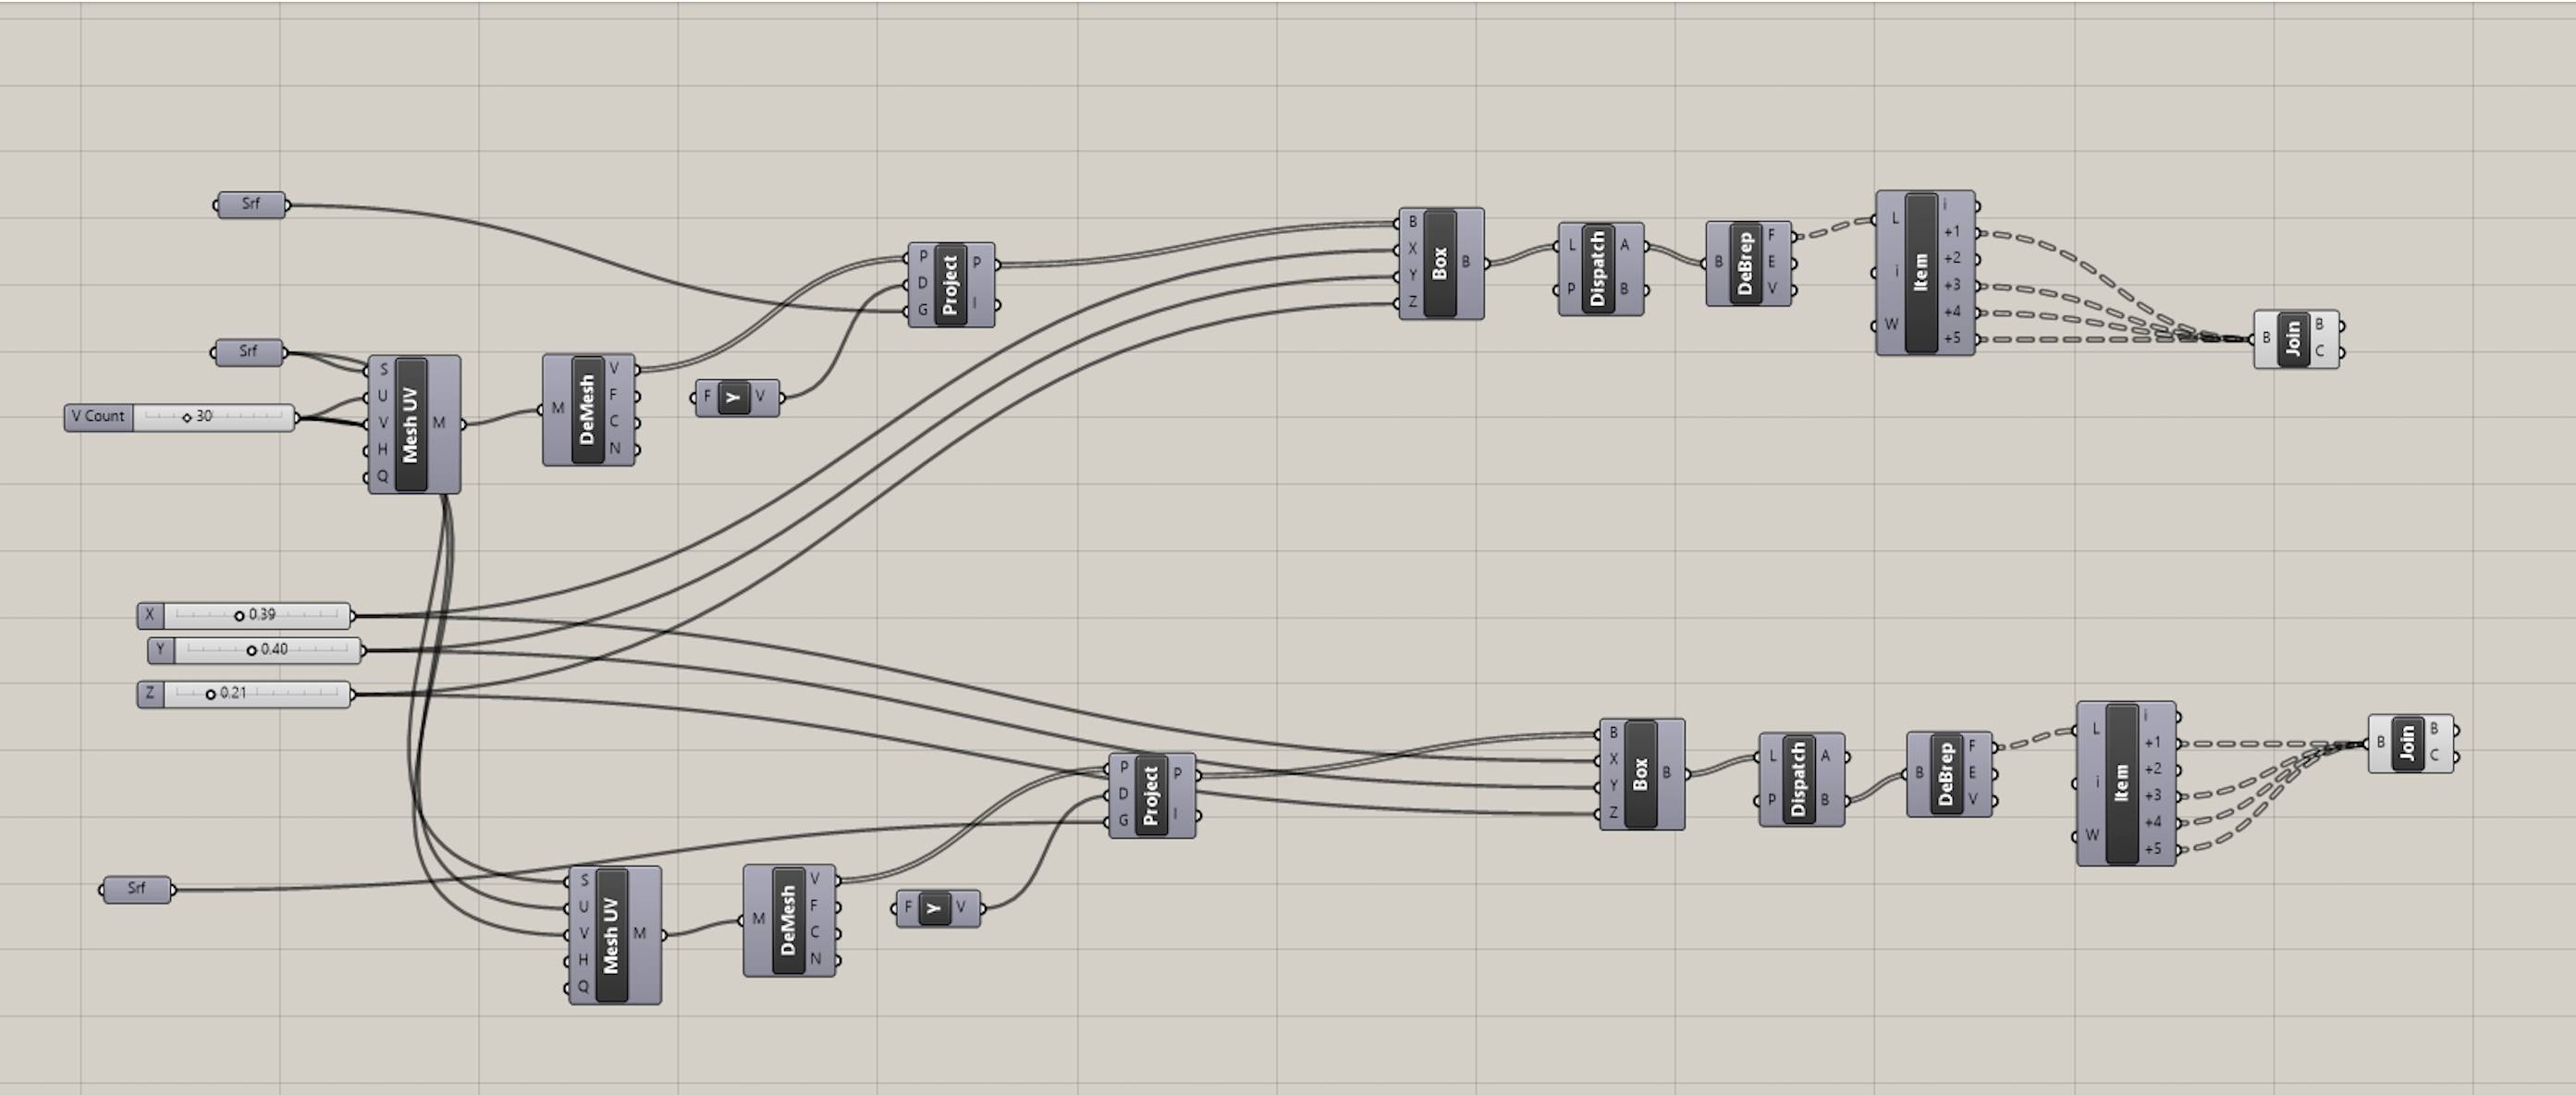 Srf
Srf
V Count ◇ 30
S
U
V
H
Q
Mesh UV
M
M
DeMesh
V
F
C
N
F Y V
P
D
G
Project
P
I
B
X
Y
Z
Box
B
L
P
Dispatch
A
B
B
DeBrep
F
E
V
L
i
W
Item
i
+1
+2
+3
+4
+5
B
Join
B
C
X 0.39
Y 0.40
Z 0.21
Srf
S
U
V
H
Q
Mesh UV
M
M
DeMesh
V
F
C
N
F Y V
P
D
G
Project
P
I
B
X
Y
Z
Box
B
L
P
Dispatch
A
B
B
DeBrep
F
E
V
L
i
W
Item
i
+1
+2
+3
+4
+5
B
Join
B
C